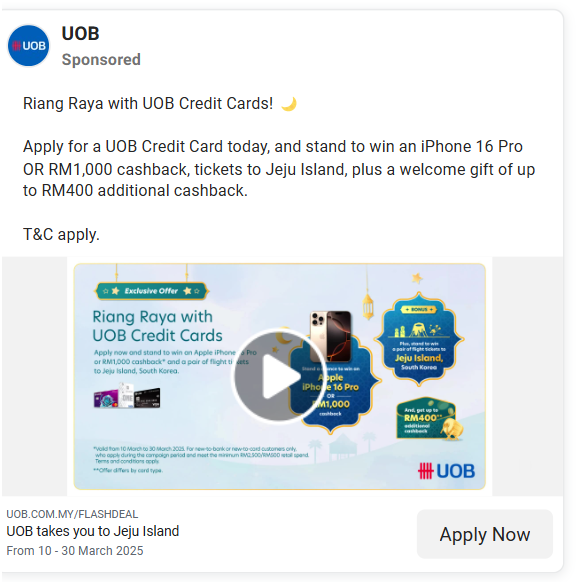 UOB
UOB
Sponsored
Riang Raya with UOB Credit Cards! 🌙
Apply for a UOB Credit Card today, and stand to win an iPhone 16 Pro
OR RM1,000 cashback, tickets to Jeju Island, plus a welcome gift of up
to RM400 additional cashback.
T&C apply.
Exclusive Offer
Riang Raya with
UOB Credit Cards
Apply now and stand to win an Apple iPhone Pro
or RM1,000 cashback* and a pair of flight tickets
to Jeju Island, South Korea.
Stand a chance to win an
Apple
iPhone 16 Pro
OR
RM1,000
cashback
BONUS
Plus, stand to win
a pair of flight tickets to
Jeju Island,
South Korea
And, get up to
RM400**
additional
cashback
*Valid from 10 March to 30 March 2025. For new-to-bank or new-to-card customers only,
who apply during the campaign period and meet the minimum retail spend.
Terms and conditions apply.
**Offer differs by card type.
UOB
UOB.COM.MY/FLASHDEAL
UOB takes you to Jeju Island
From 10 - 30 March 2025
Apply Now